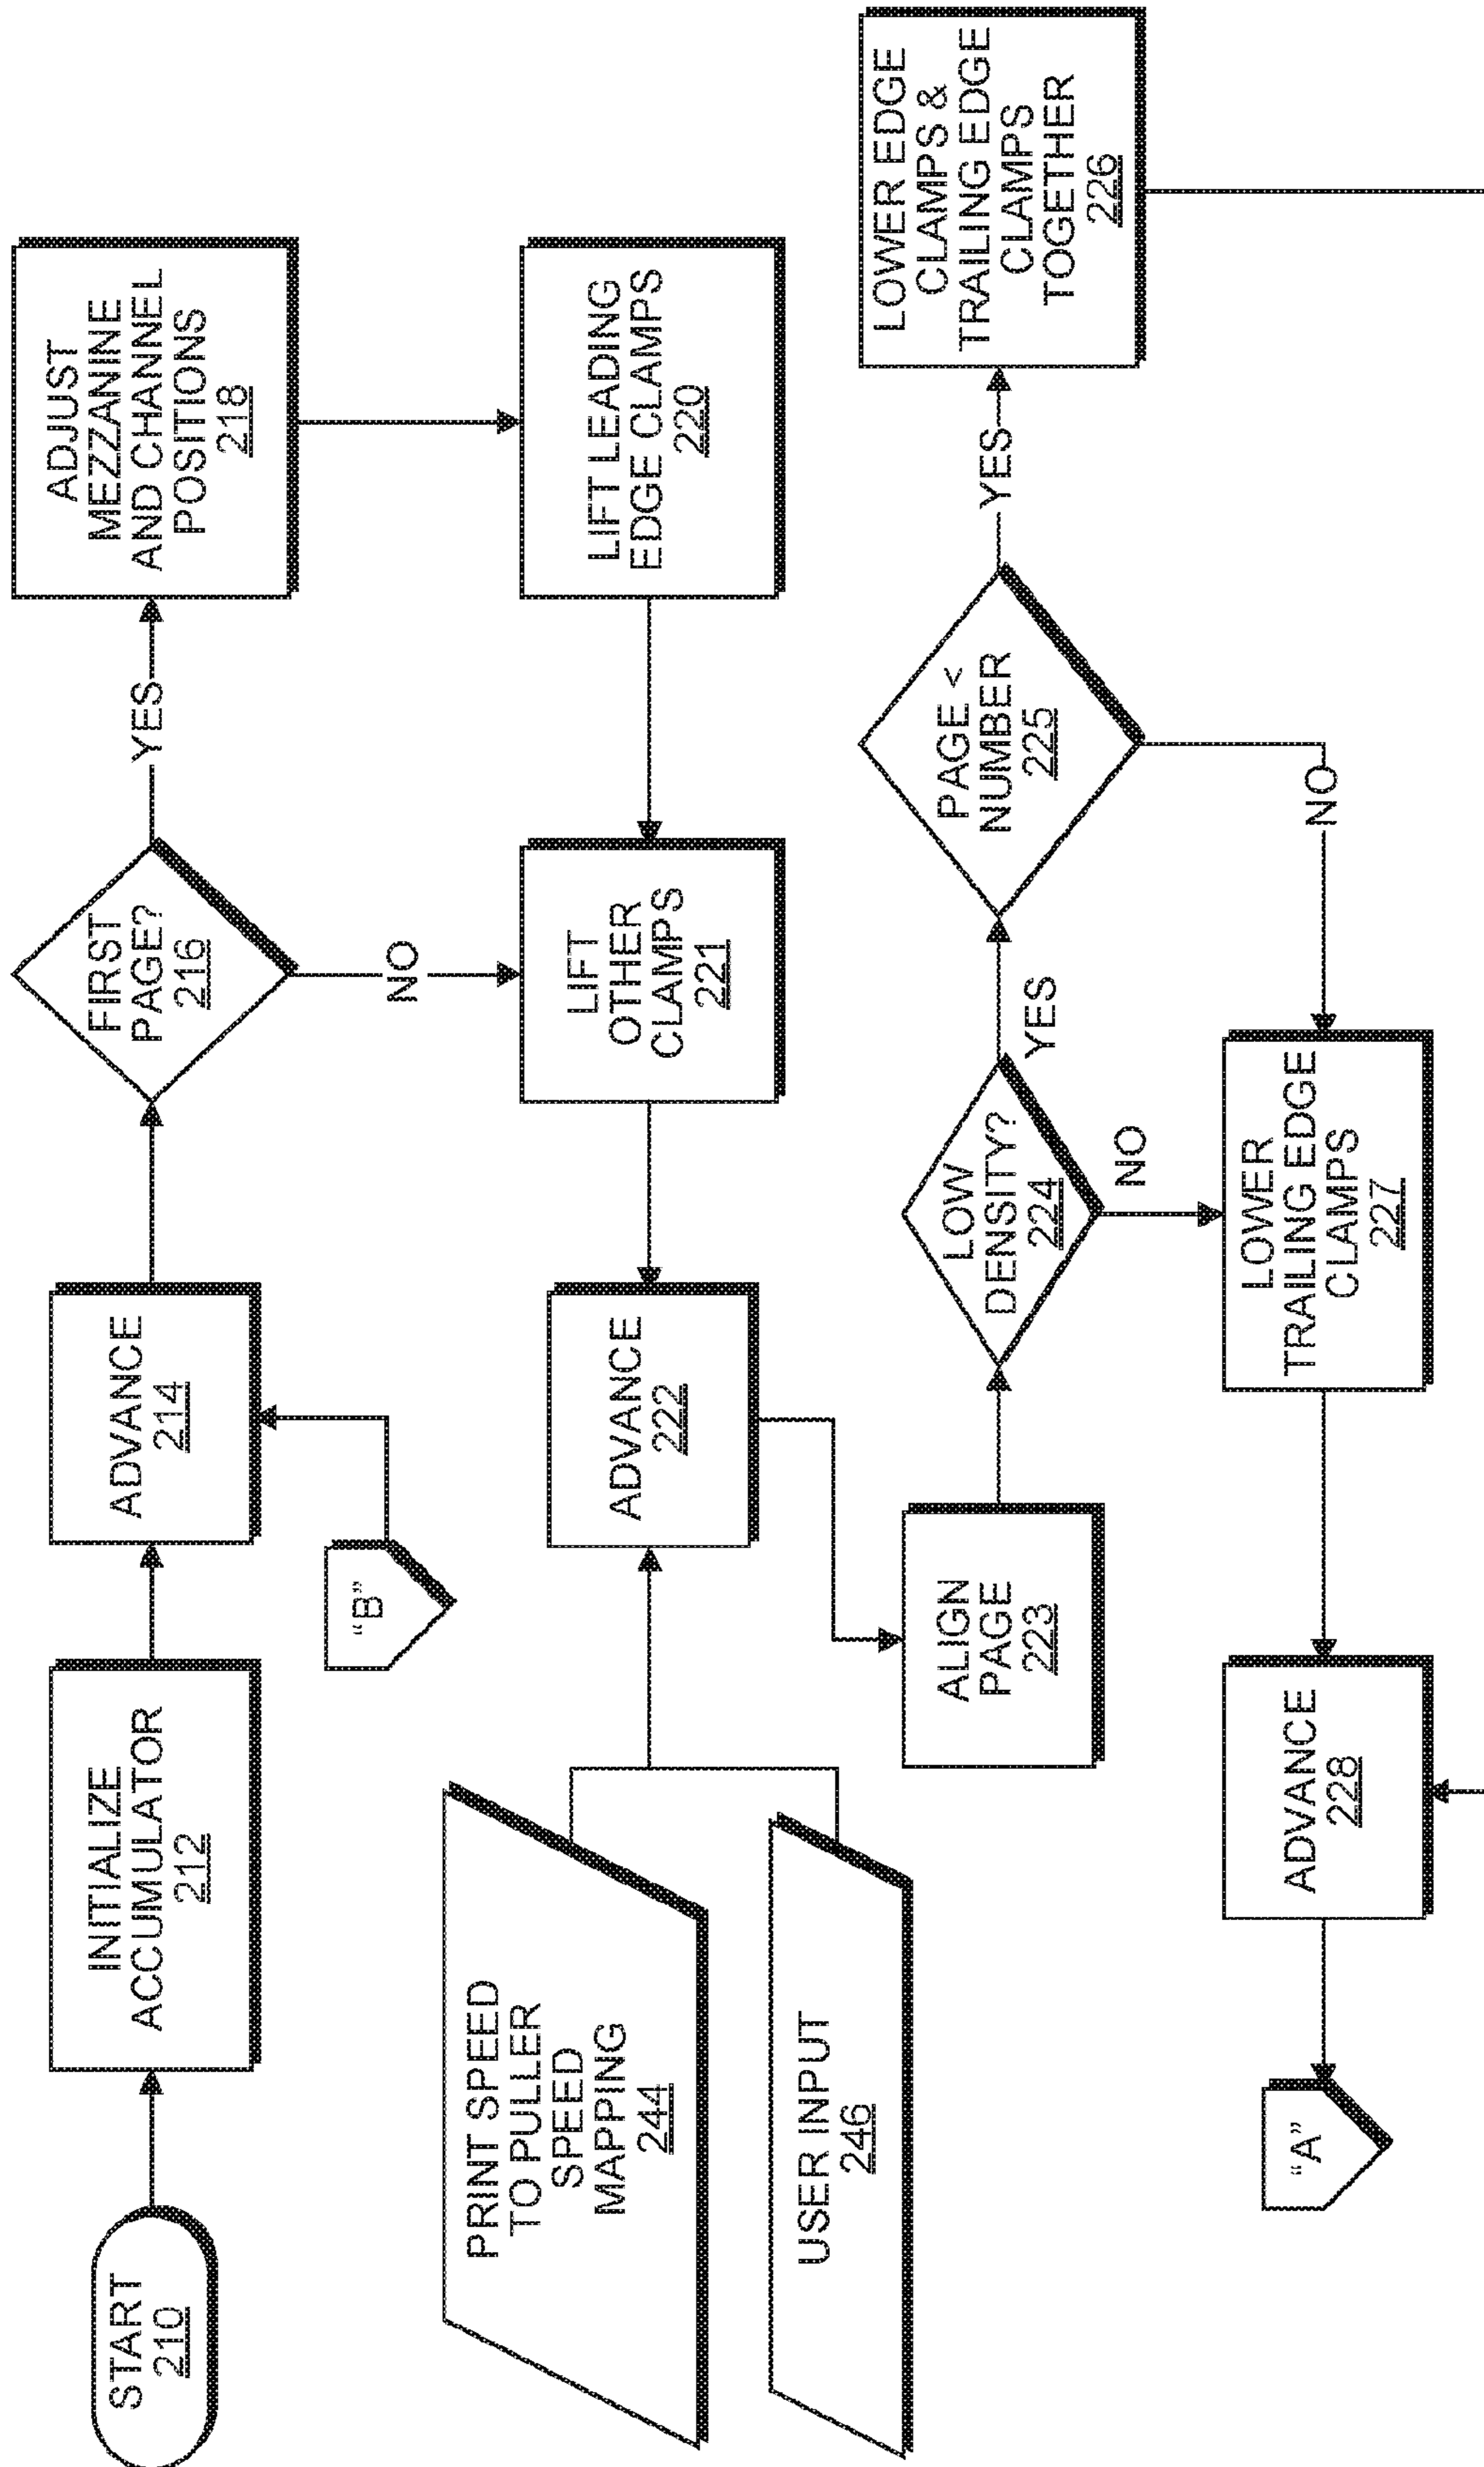 START
210
INITIALIZE
ACCUMULATOR
212
ADVANCE
214
"B"
FIRST
PAGE?
216
YES
NO
ADJUST
MEZZANINE
AND CHANNEL
POSITIONS
218
LIFT LEADING
EDGE CLAMPS
220
LIFT
OTHER
CLAMPS
221
PRINT SPEED
TO PULLER
SPEED
MAPPING
244
USER INPUT
246
ADVANCE
222
ALIGN
PAGE
223
LOW
DENSITY?
224
YES
NO
PAGE <
NUMBER
225
YES
NO
LOWER EDGE
CLAMPS &
TRAILING EDGE
CLAMPS
TOGETHER
226
LOWER
TRAILING EDGE
CLAMPS
227
ADVANCE
228
"A"